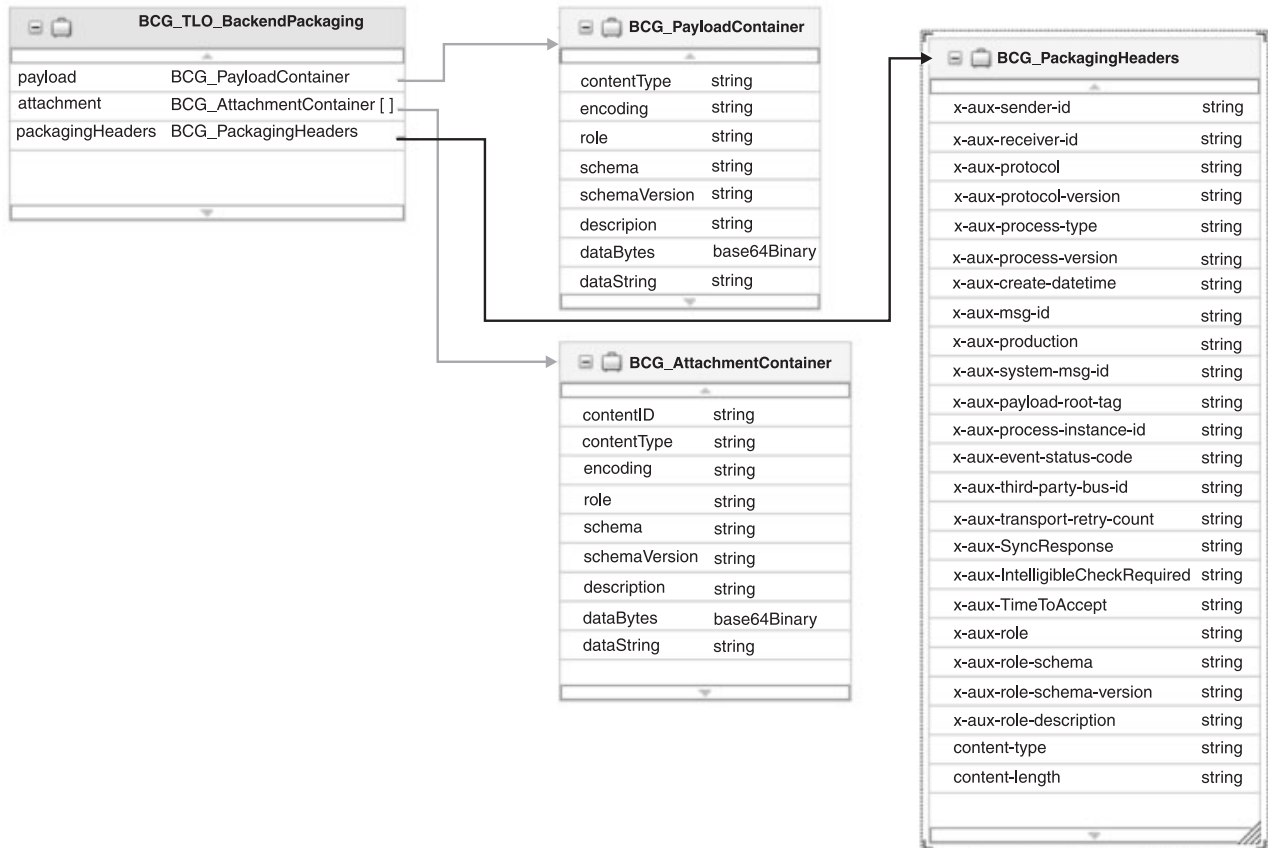 BCG_TLO_BackendPackaging
payload BCG_PayloadContainer
attachment BCG_AttachmentContainer [ ]
packagingHeaders BCG_PackagingHeaders
BCG_PayloadContainer
contentType string
encoding string
role string
schema string
schemaVersion string
descripion string
dataBytes base64Binary
dataString string
BCG_AttachmentContainer
contentID string
contentType string
encoding string
role string
schema string
schemaVersion string
description string
dataBytes base64Binary
dataString string
BCG_PackagingHeaders
x-aux-sender-id string
x-aux-receiver-id string
x-aux-protocol string
x-aux-protocol-version string
x-aux-process-type string
x-aux-process-version string
x-aux-create-datetime string
x-aux-msg-id string
x-aux-production string
x-aux-system-msg-id string
x-aux-payload-root-tag string
x-aux-process-instance-id string
x-aux-event-status-code string
x-aux-third-party-bus-id string
x-aux-transport-retry-count string
x-aux-SyncResponse string
x-aux-IntelligibleCheckRequired string
x-aux-TimeToAccept string
x-aux-role string
x-aux-role-schema string
x-aux-role-schema-version string
x-aux-role-description string
content-type string
content-length string